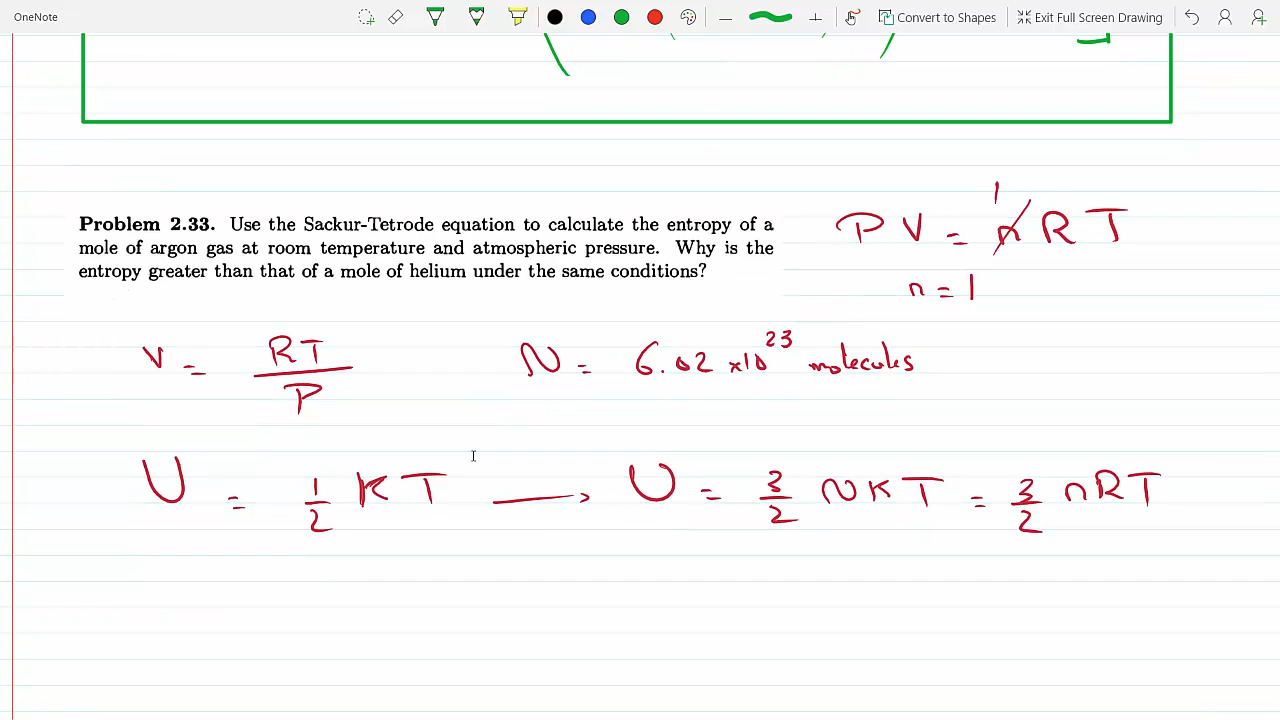 OneNote
Convert to Shapes
Exit Full Screen Drawing
Problem 2.33. Use the Sackur-Tetrode equation to calculate the entropy of a
mole of argon gas at room temperature and atmospheric pressure. Why is the
entropy greater than that of a mole of helium under the same conditions?
1
PV = nRT
n = 1
V = RT/P
N = 6.02 x10^23 molecules
U = 1/2 KT → U = 3/2 NKT = 3/2 nRT